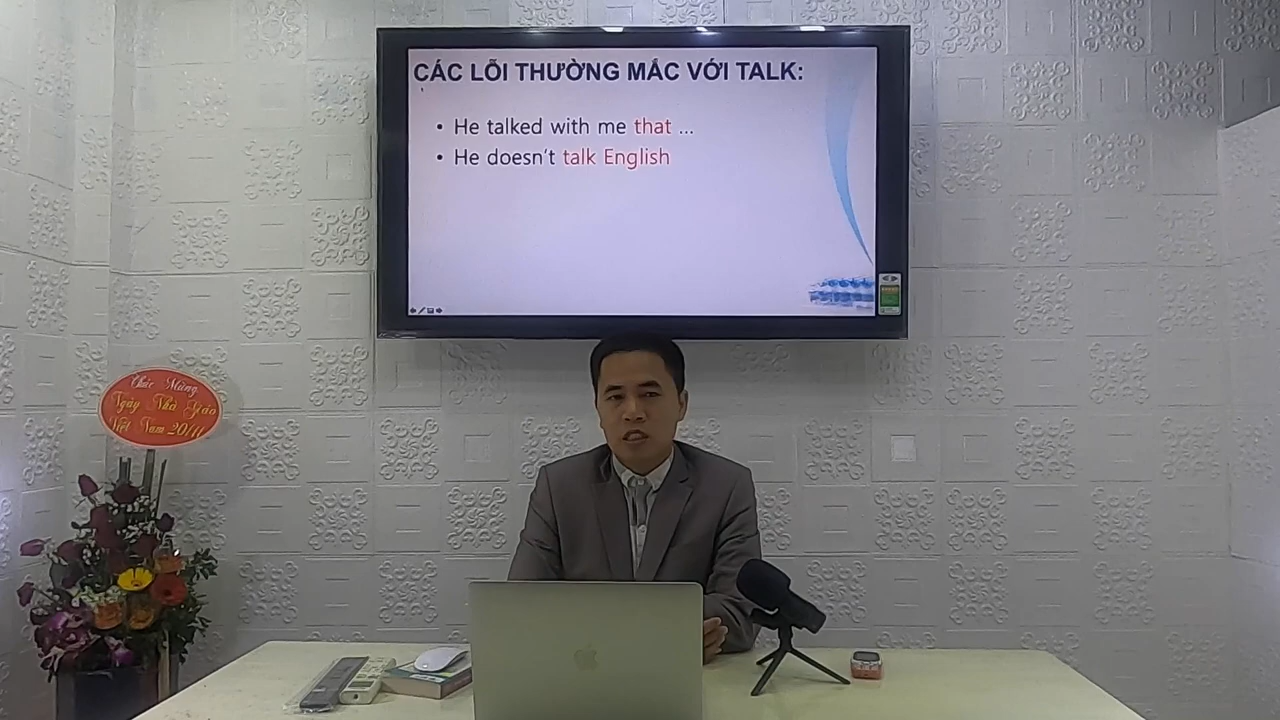 CÁC LỖI THƯỜNG MẮC VỚI TALK:
• He talked with me that ...
• He doesn't talk English
Chúc Mừng
Ngày Nhà Giáo
Việt Nam 20/11